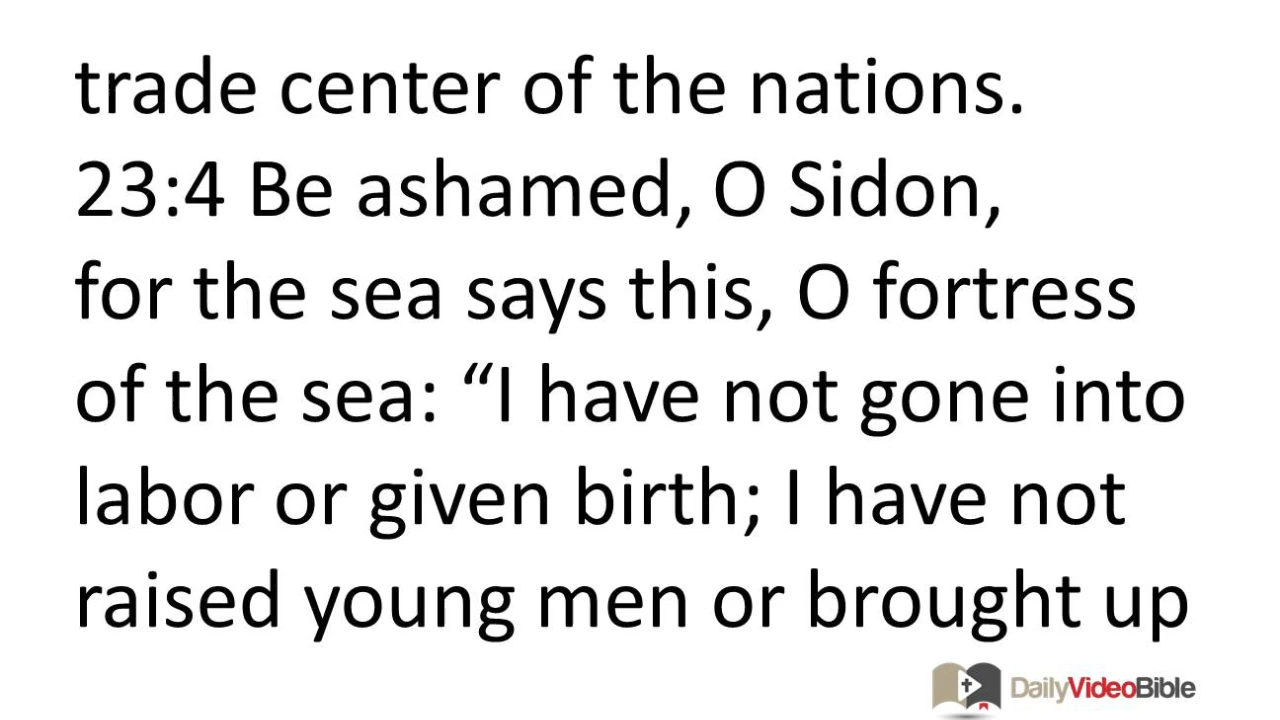 trade center of the nations.
23:4 Be ashamed, O Sidon,
for the sea says this, O fortress
of the sea: “I have not gone into
labor or given birth; I have not
raised young men or brought up
DailyVideoBible